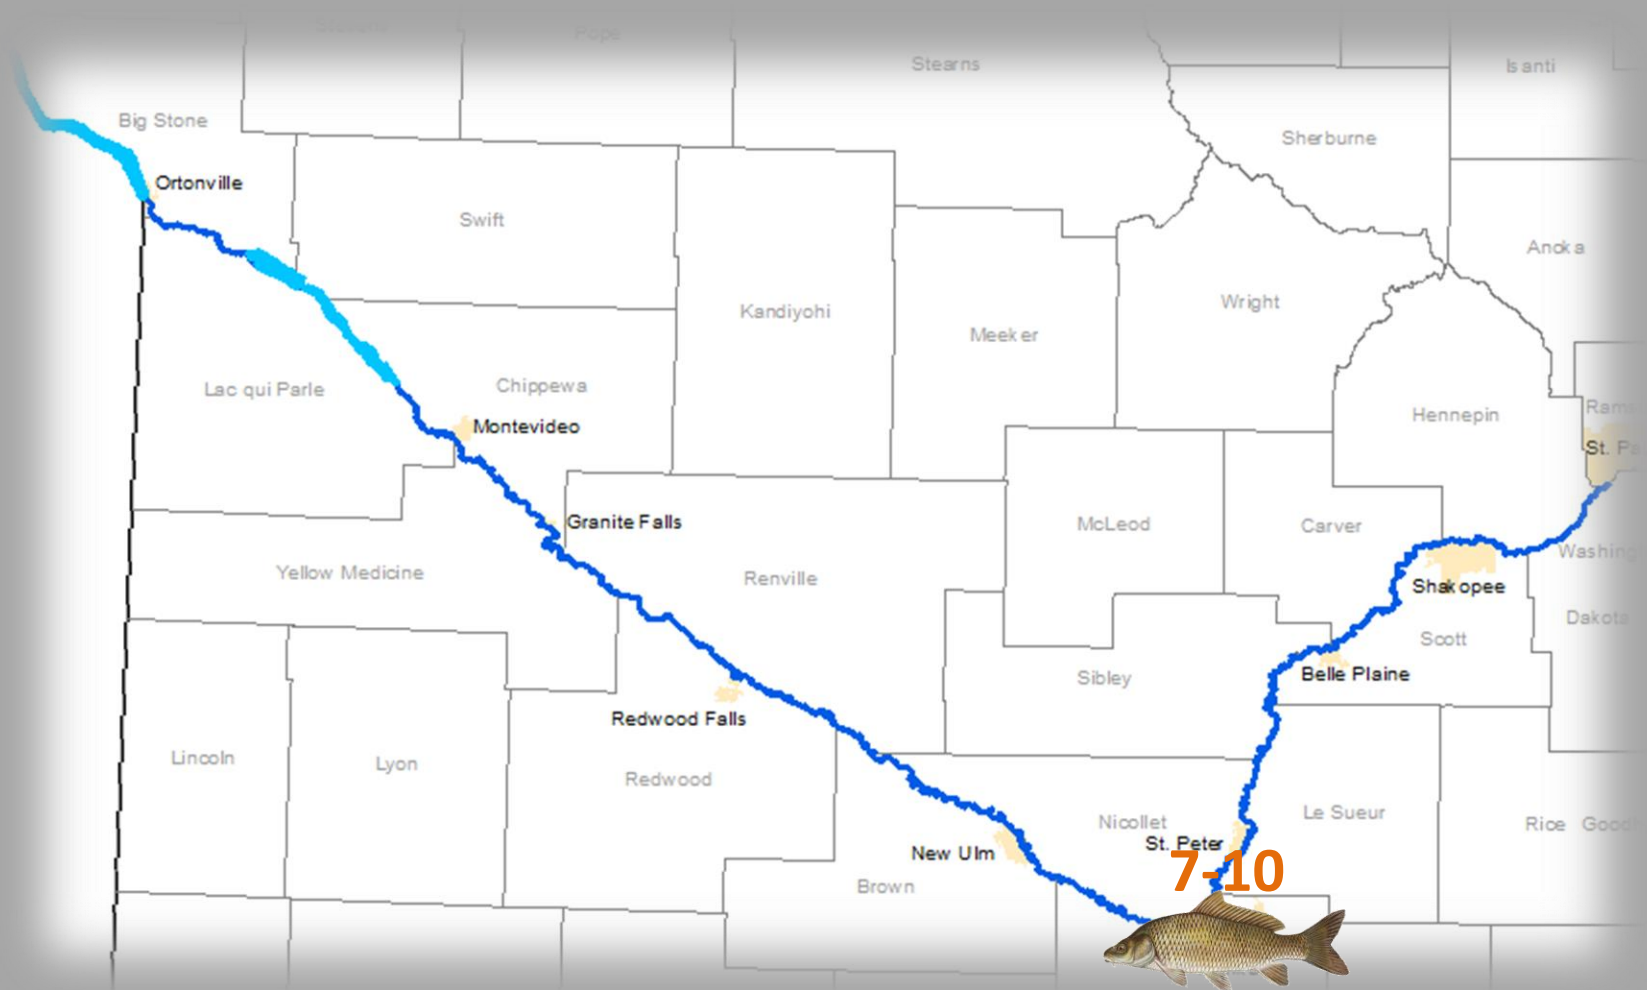 Pope
Stearns
Isanti
Big Stone
Sherburne
Ortonville
Swift
Anoka
Kandiyohi
Wright
Meeker
Lac qui Parle
Chippewa
Hennepin
Montevideo
Granite Falls
McLeod
Carver
Yellow Medicine
Renville
Shakopee
Dakota
Scott
Sibley
Belle Plaine
Redwood Falls
Lincoln
Lyon
Redwood
Le Sueur
Nicollet
Rice
St. Peter
New Ulm
7-10
Brown